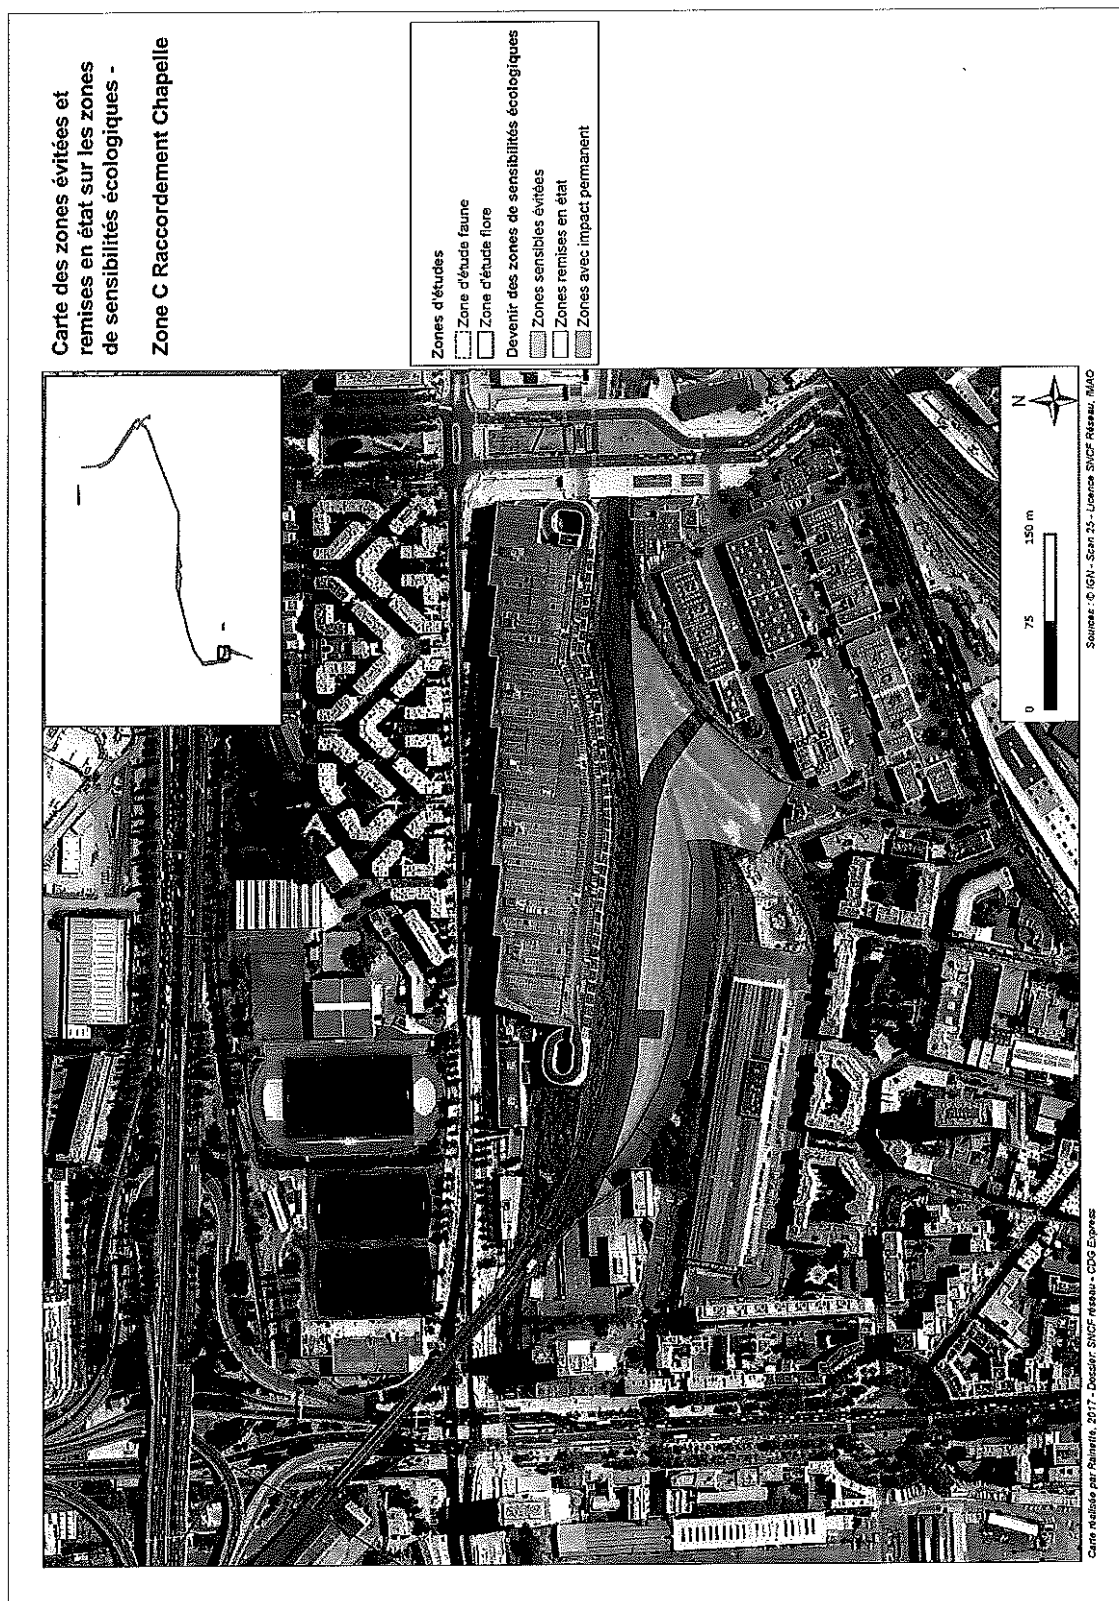 Carte des zones évitées et
remises en état sur les zones
de sensibilités écologiques -
Zone C Raccordement Chapelle
Zones d'études
Zone d'étude faune
Zone d'étude flore
Devenir des zones de sensibilités écologiques
Zones sensibles évitées
Zones remises en état
Zones avec impact permanent
N
0 75 150 m
Carte réalisée par Rainette, 2017 - Dossier: SNCF réseau - CDG Express
Sources : © IGN - Scan 25 - Licence SNCF Réseau, IMAO